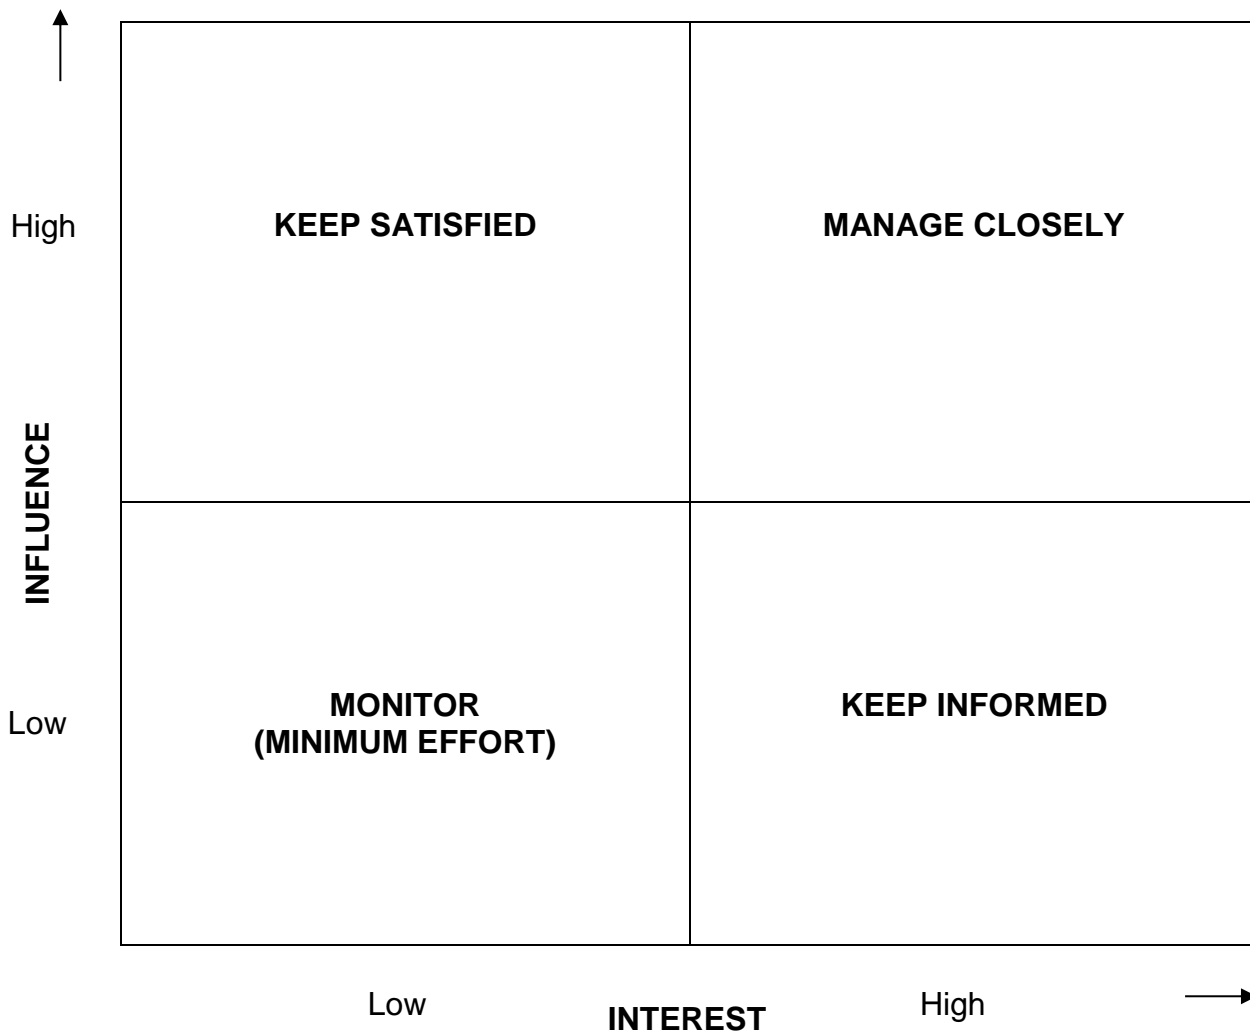 High
KEEP SATISFIED
MANAGE CLOSELY
INFLUENCE
Low
MONITOR
(MINIMUM EFFORT)
KEEP INFORMED
Low
INTEREST
High